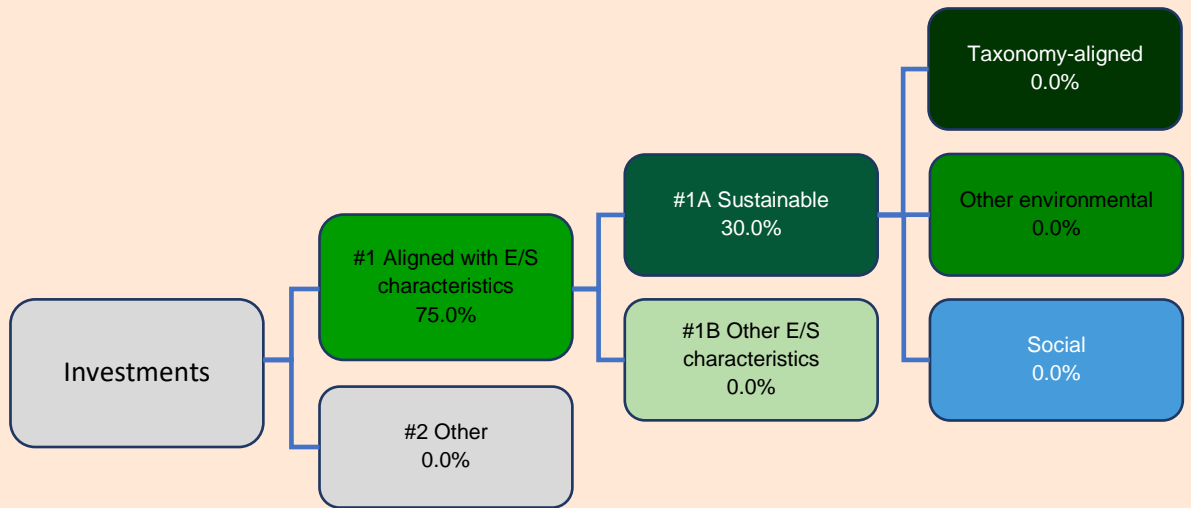 Investments
#1 Aligned with E/S
characteristics
75.0%
#2 Other
0.0%
#1A Sustainable
30.0%
#1B Other E/S
characteristics
0.0%
Taxonomy-aligned
0.0%
Other environmental
0.0%
Social
0.0%